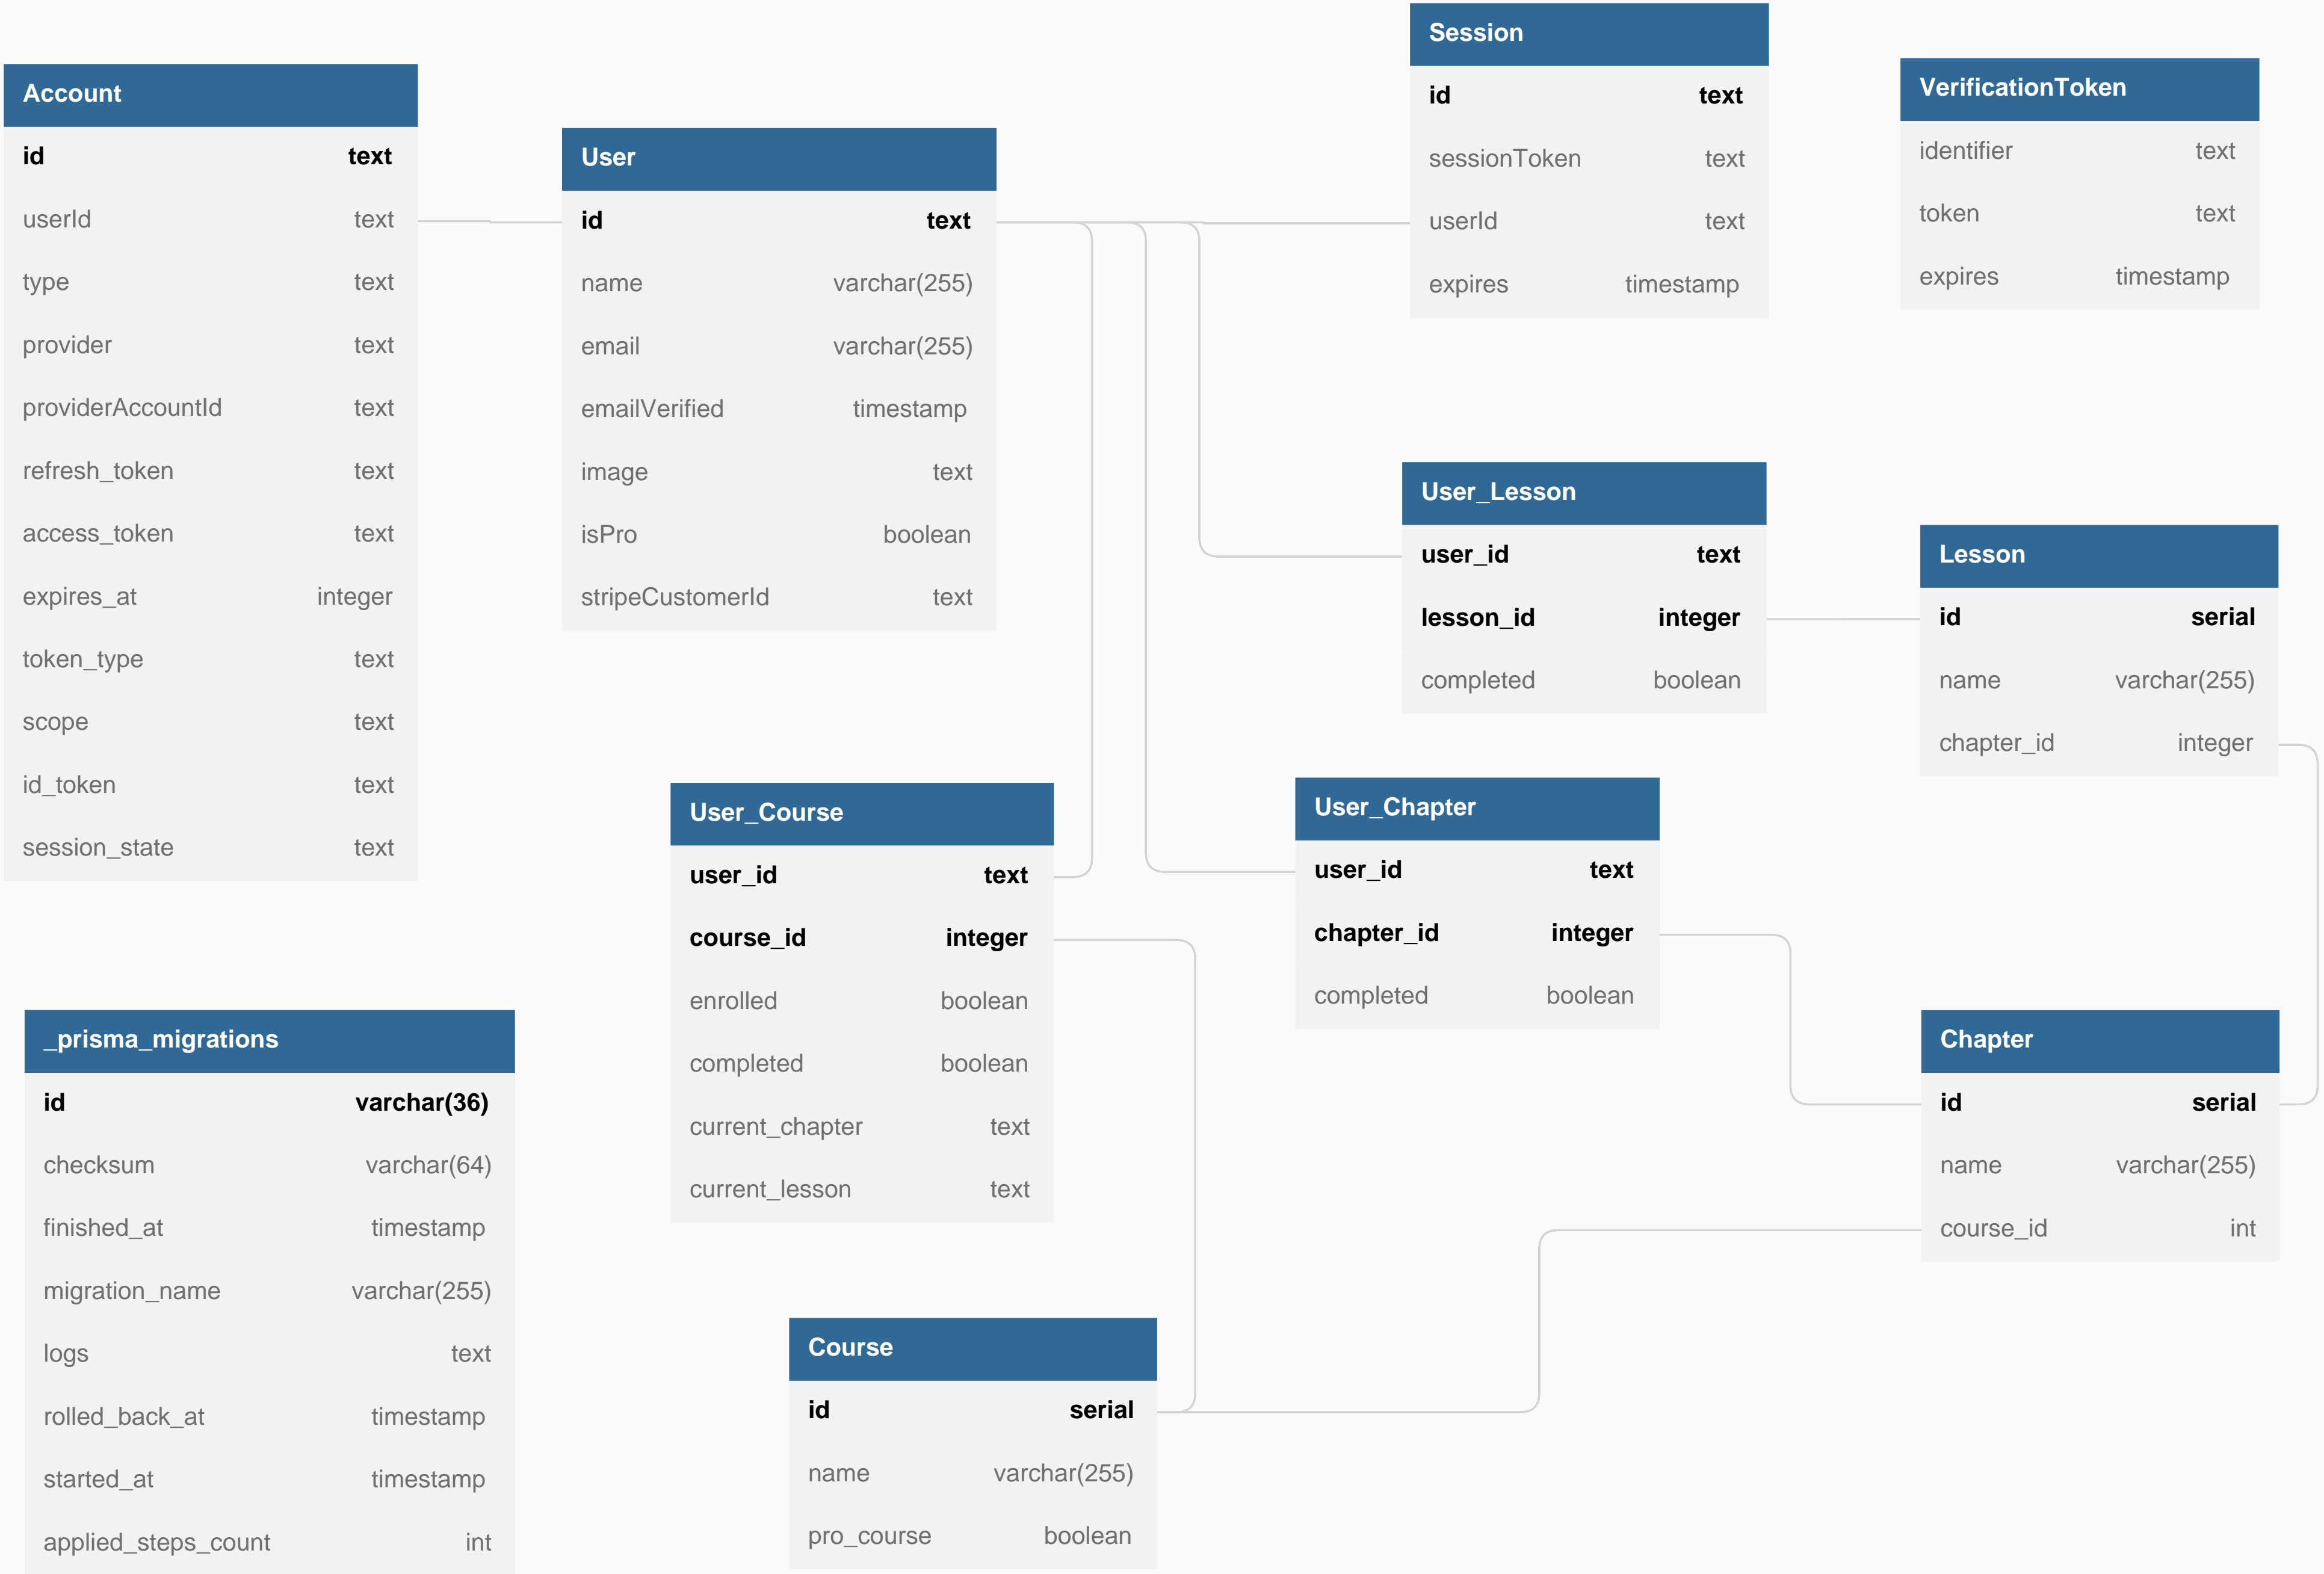 Account
id text
userId text
type text
provider text
providerAccountId text
refresh_token text
access_token text
expires_at integer
token_type text
scope text
id_token text
session_state text
User
id text
name varchar(255)
email varchar(255)
emailVerified timestamp
image text
isPro boolean
stripeCustomerId text
Session
id text
sessionToken text
userId text
expires timestamp
VerificationToken
identifier text
token text
expires timestamp
User_Lesson
user_id text
lesson_id integer
completed boolean
Lesson
id serial
name varchar(255)
chapter_id integer
User_Course
user_id text
course_id integer
enrolled boolean
completed boolean
current_chapter text
current_lesson text
User_Chapter
user_id text
chapter_id integer
completed boolean
_prisma_migrations
id varchar(36)
checksum varchar(64)
finished_at timestamp
migration_name varchar(255)
logs text
rolled_back_at timestamp
started_at timestamp
applied_steps_count int
Chapter
id serial
name varchar(255)
course_id int
Course
id serial
name varchar(255)
pro_course boolean